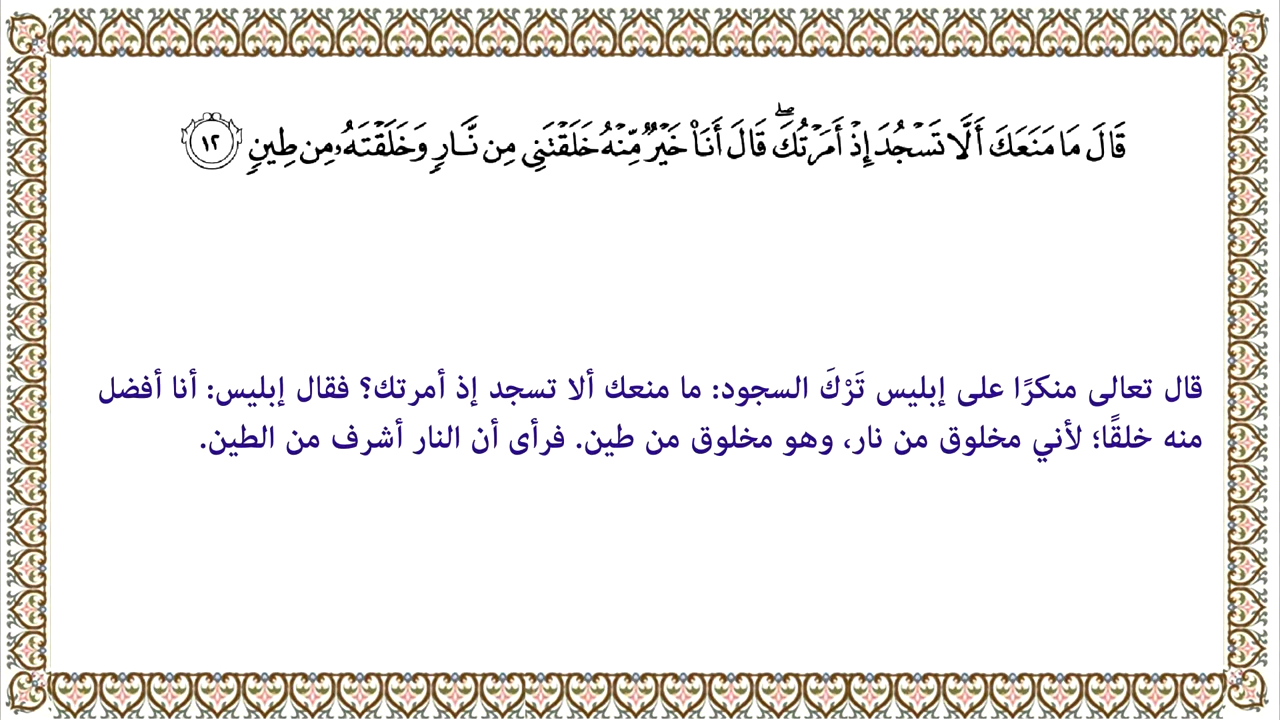 قَالَ مَا مَنَعَكَ أَلَّا تَسْجُدَ إِذْ أَمَرْتُكَ ۖ قَالَ أَنَا۠ خَيْرٌ مِّنْهُ خَلَقْتَنِى مِن نَّارٍ وَخَلَقْتَهُۥ مِن طِينٍ ١٢
قال تعالى منكرًا على إبليس تَرْكَ السجود: ما منعك ألا تسجد إذ أمرتك؟ فقال إبليس: أنا أفضل
منه خلقًا؛ لأني مخلوق من نار، وهو مخلوق من طين. فرأى أن النار أشرف من الطين.